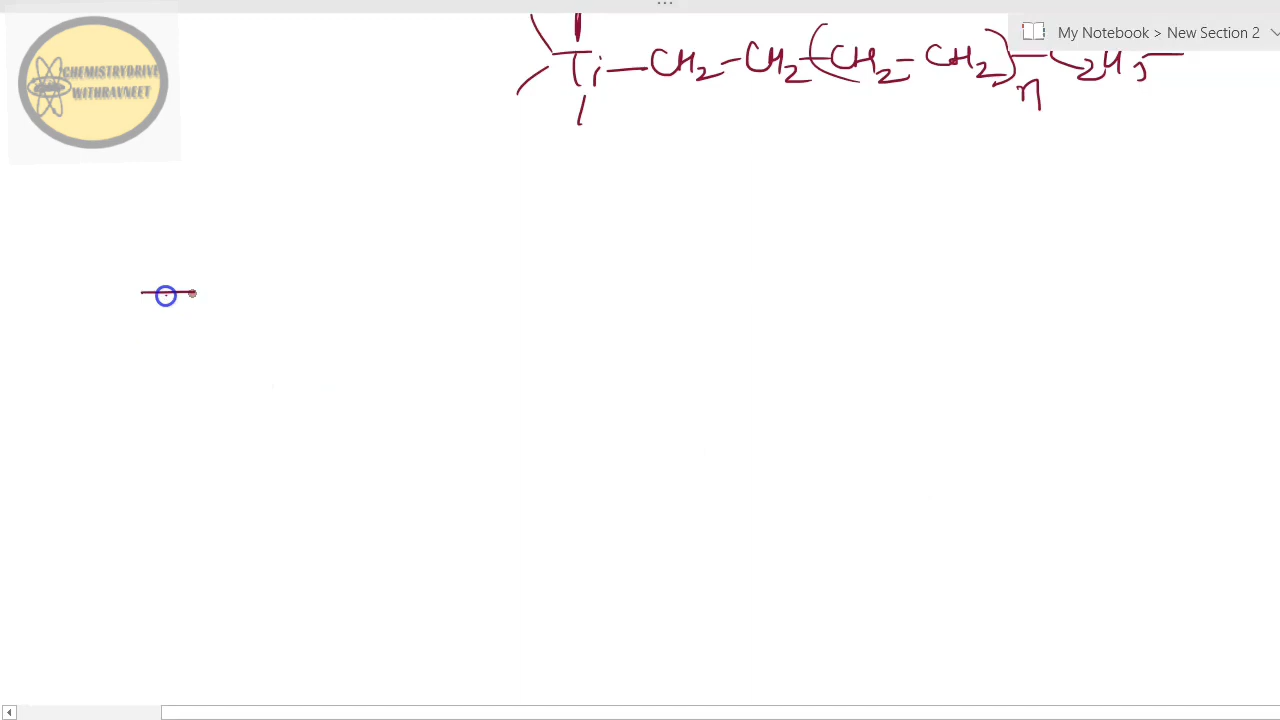 CHEMISTRYDRIVE
WITHRAVNEET
My Notebook > New Section 2
Ti—CH2—CH2—(CH2—CH2)n—C2H5